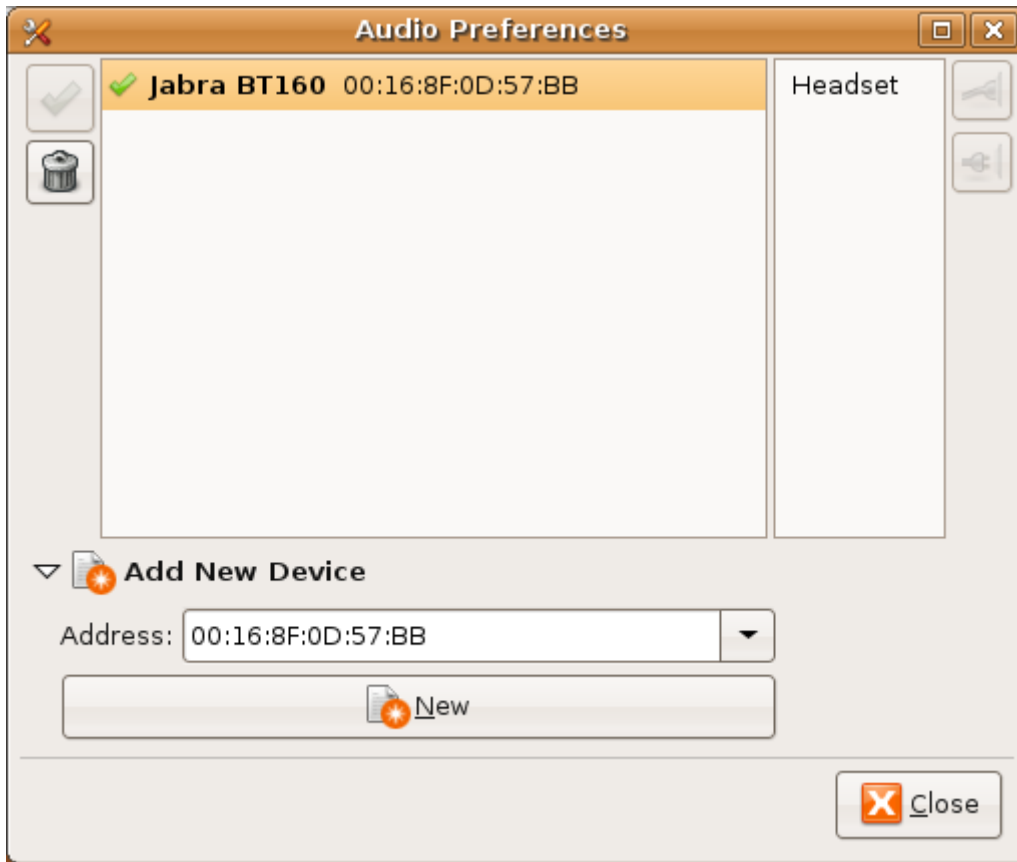 Audio Preferences
Jabra BT160 00:16:8F:0D:57:BB
Headset
Add New Device
Address: 00:16:8F:0D:57:BB
New
Close